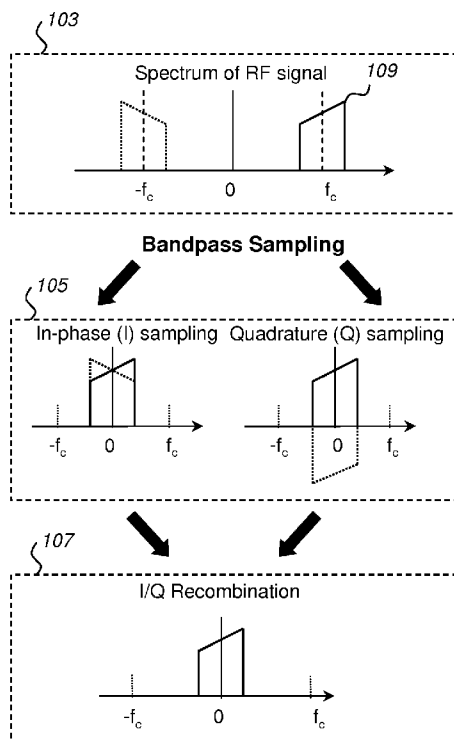 103
Spectrum of RF signal
109
-fc
0
fc
Bandpass Sampling
105
In-phase (I) sampling
Quadrature (Q) sampling
-fc
0
fc
-fc
0
fc
107
I/Q Recombination
-fc
0
fc